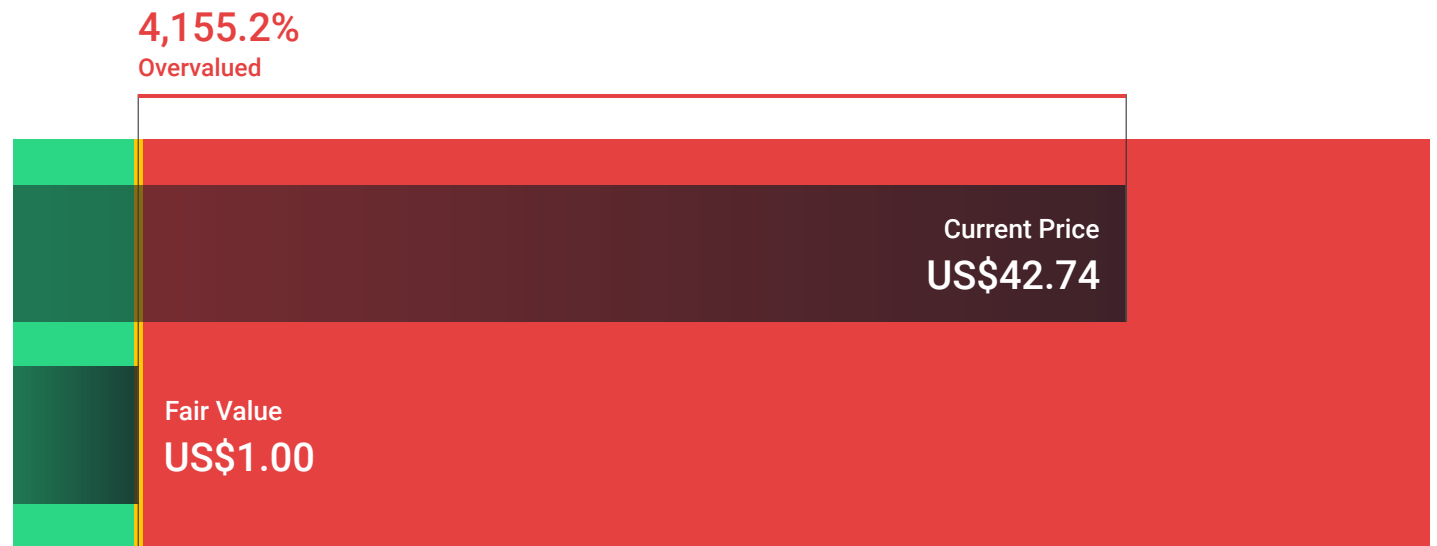 4,155.2%
Overvalued
Current Price
US$42.74
Fair Value
US$1.00